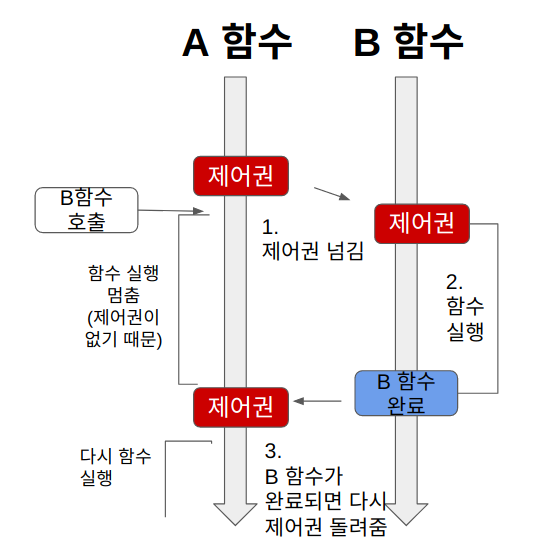 A 함수
B 함수
제어권
B함수
호출
1.
제어권 넘김
제어권
함수 실행
멈춤
(제어권이
없기 때문)
2.
함수
실행
B 함수
완료
제어권
다시 함수
실행
3.
B 함수가
완료되면 다시
제어권 돌려줌